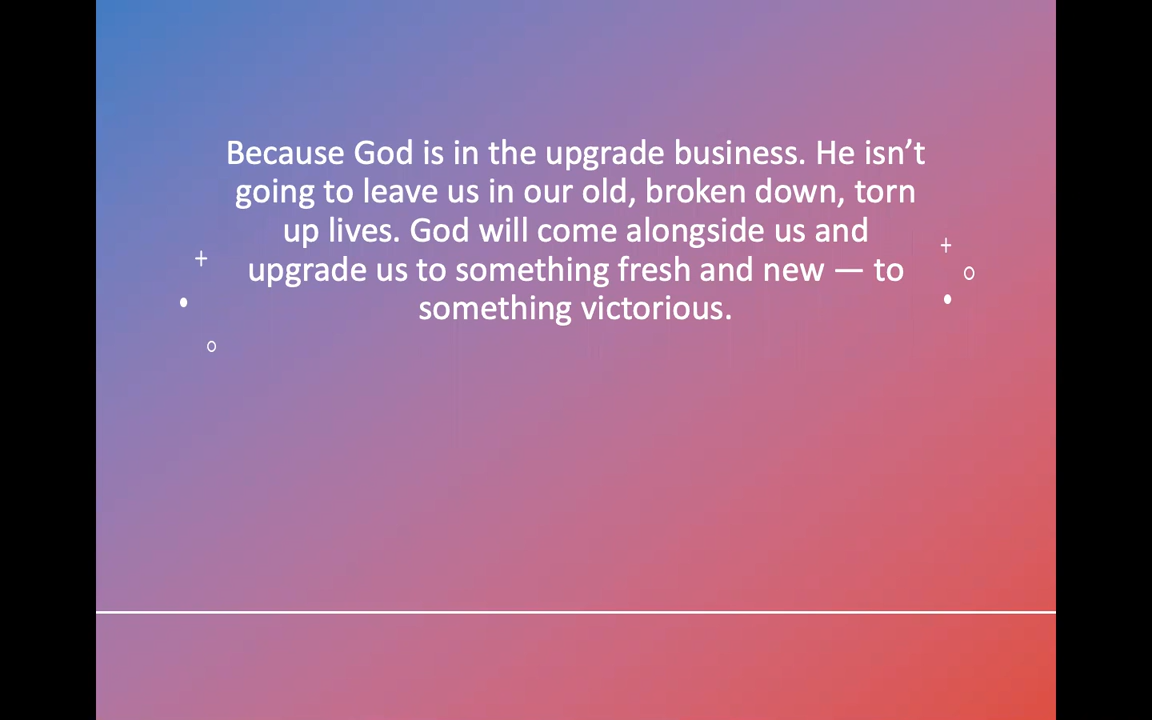 Because God is in the upgrade business. He isn’t
going to leave us in our old, broken down, torn
up lives. God will come alongside us and
upgrade us to something fresh and new — to
something victorious.